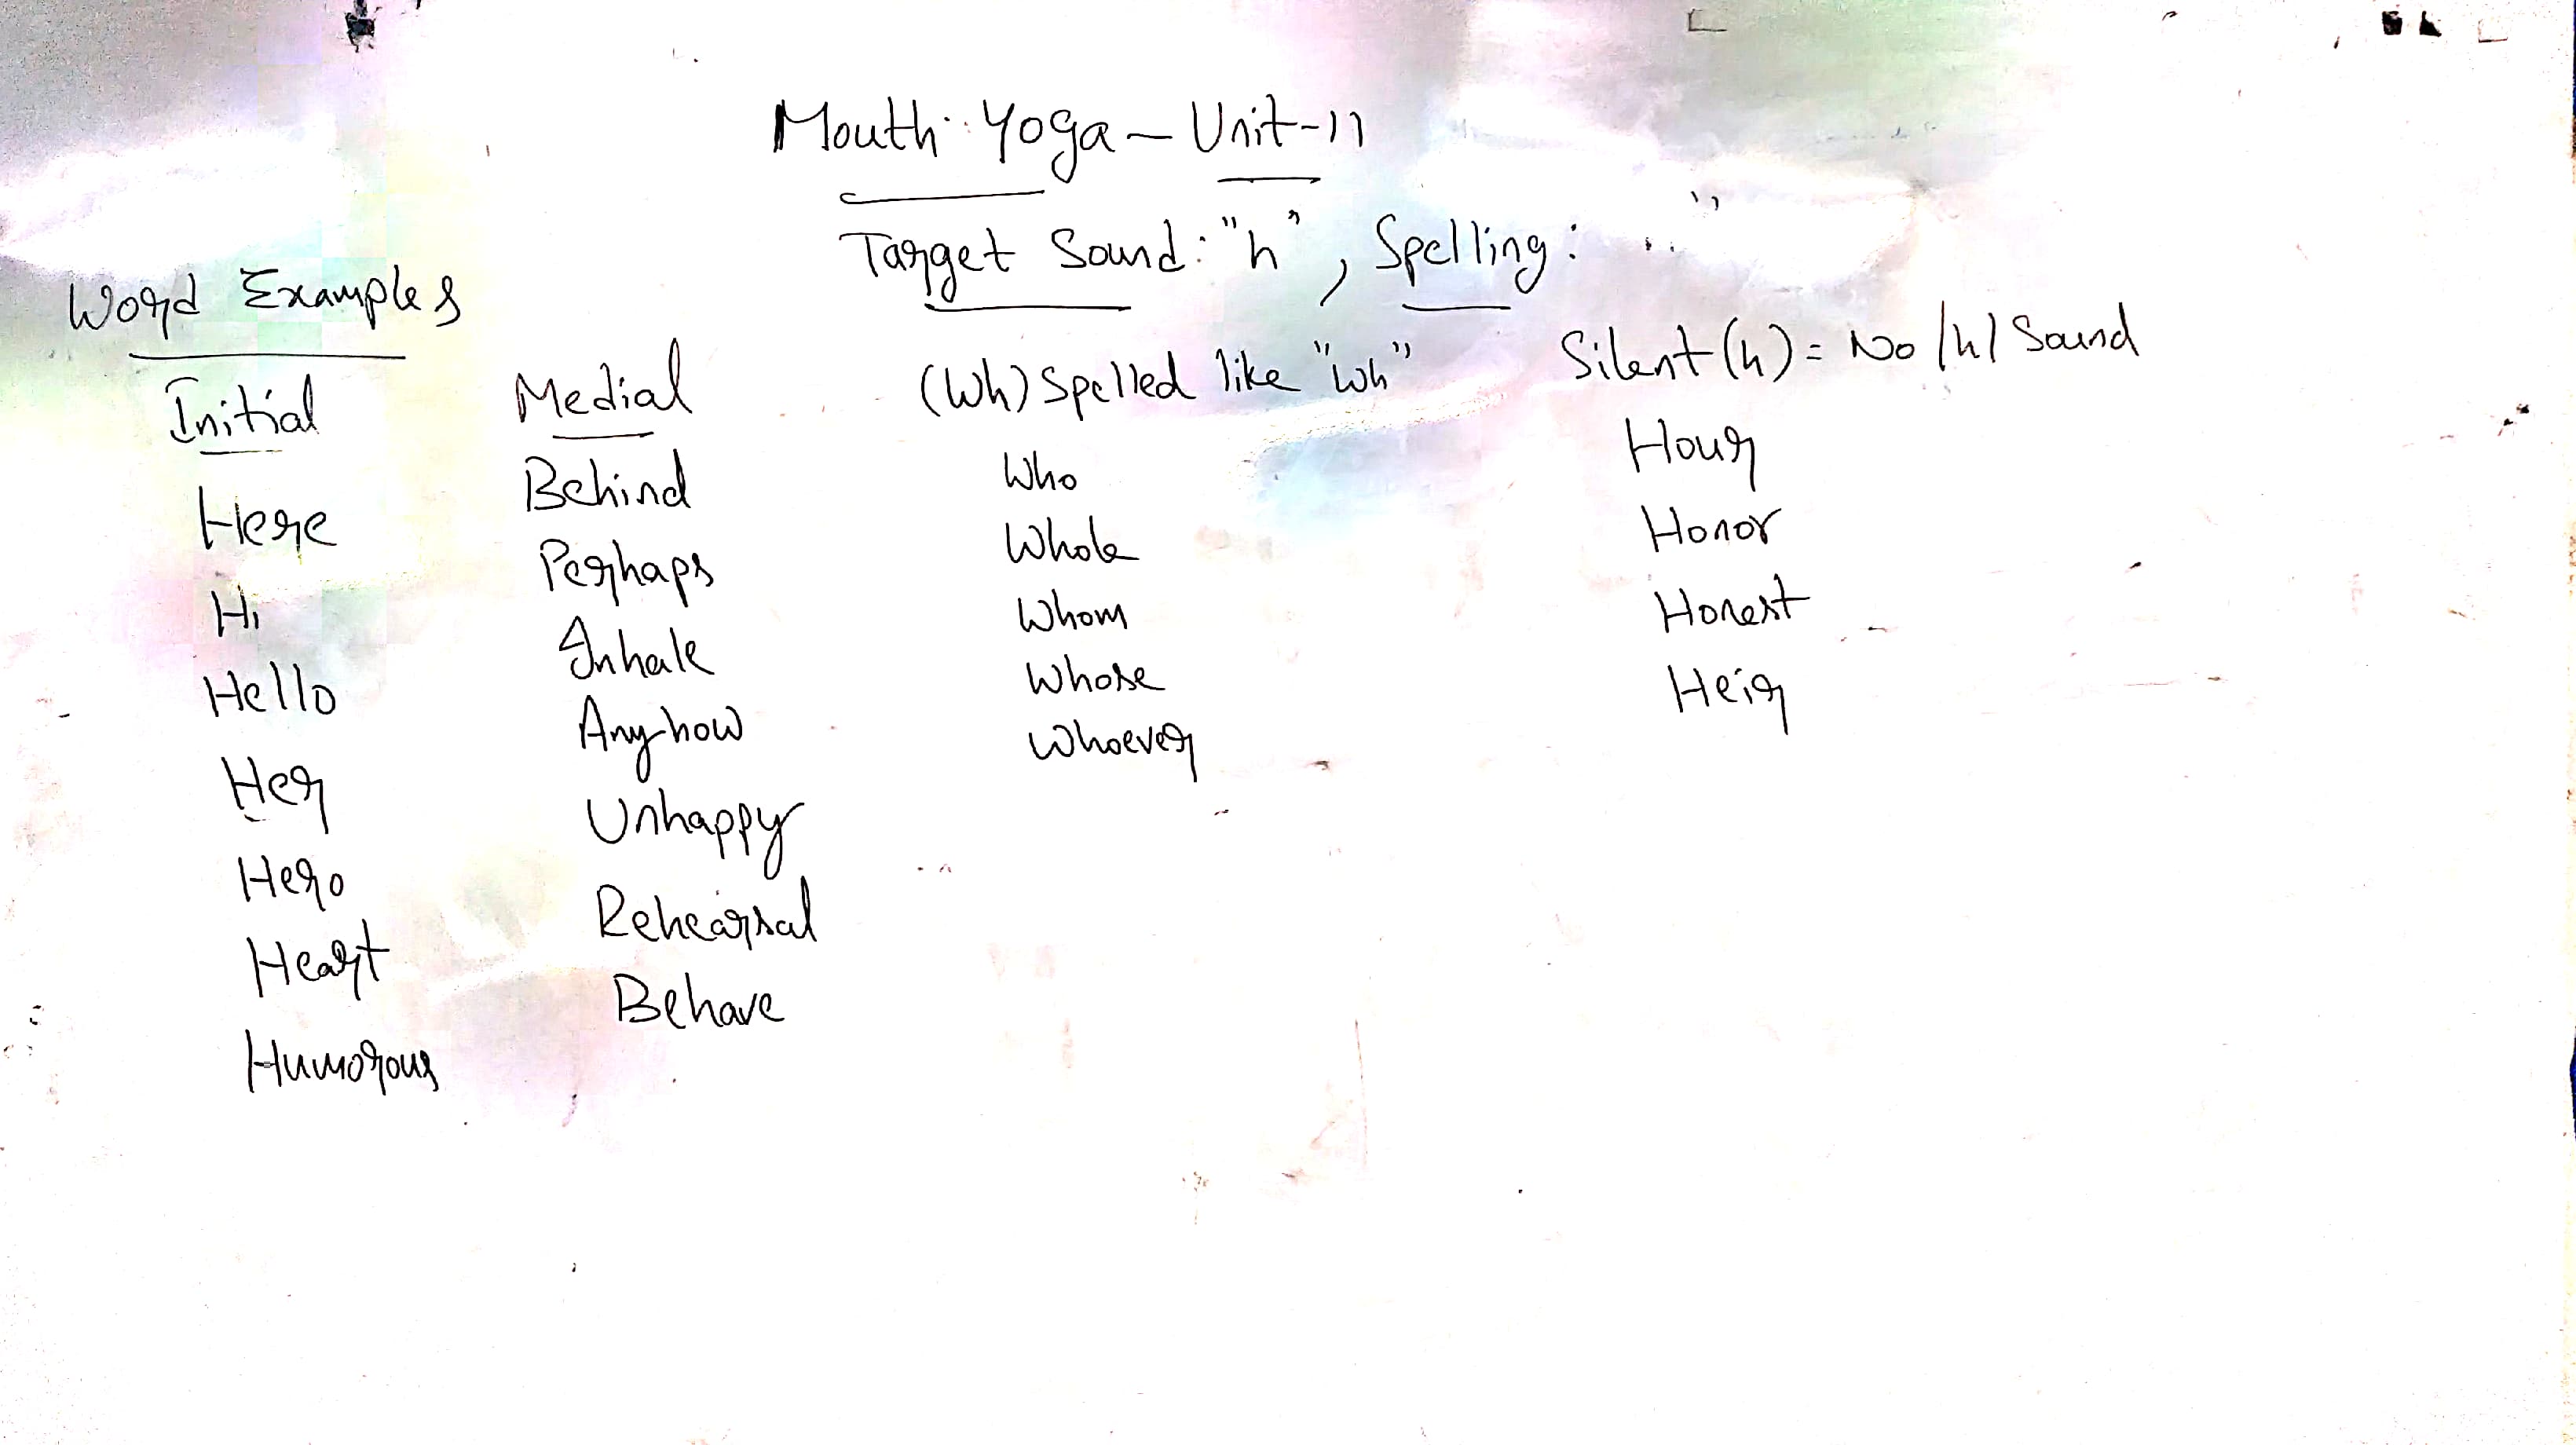 Mouth Yoga - Unit-11
Target Sound: "h", Spelling: " "
Word Examples
Initial
Here
Hi
Hello
Her
Hero
Heart
Humorous
Medial
Behind
Perhaps
Inhale
Anyhow
Unhappy
Rehearsal
Behave
(Wh) Spelled like "Wh"
Who
Whole
Whom
Whose
Whoever
Silent (h) = No /h/ Sound
Hour
Honor
Honest
Heir